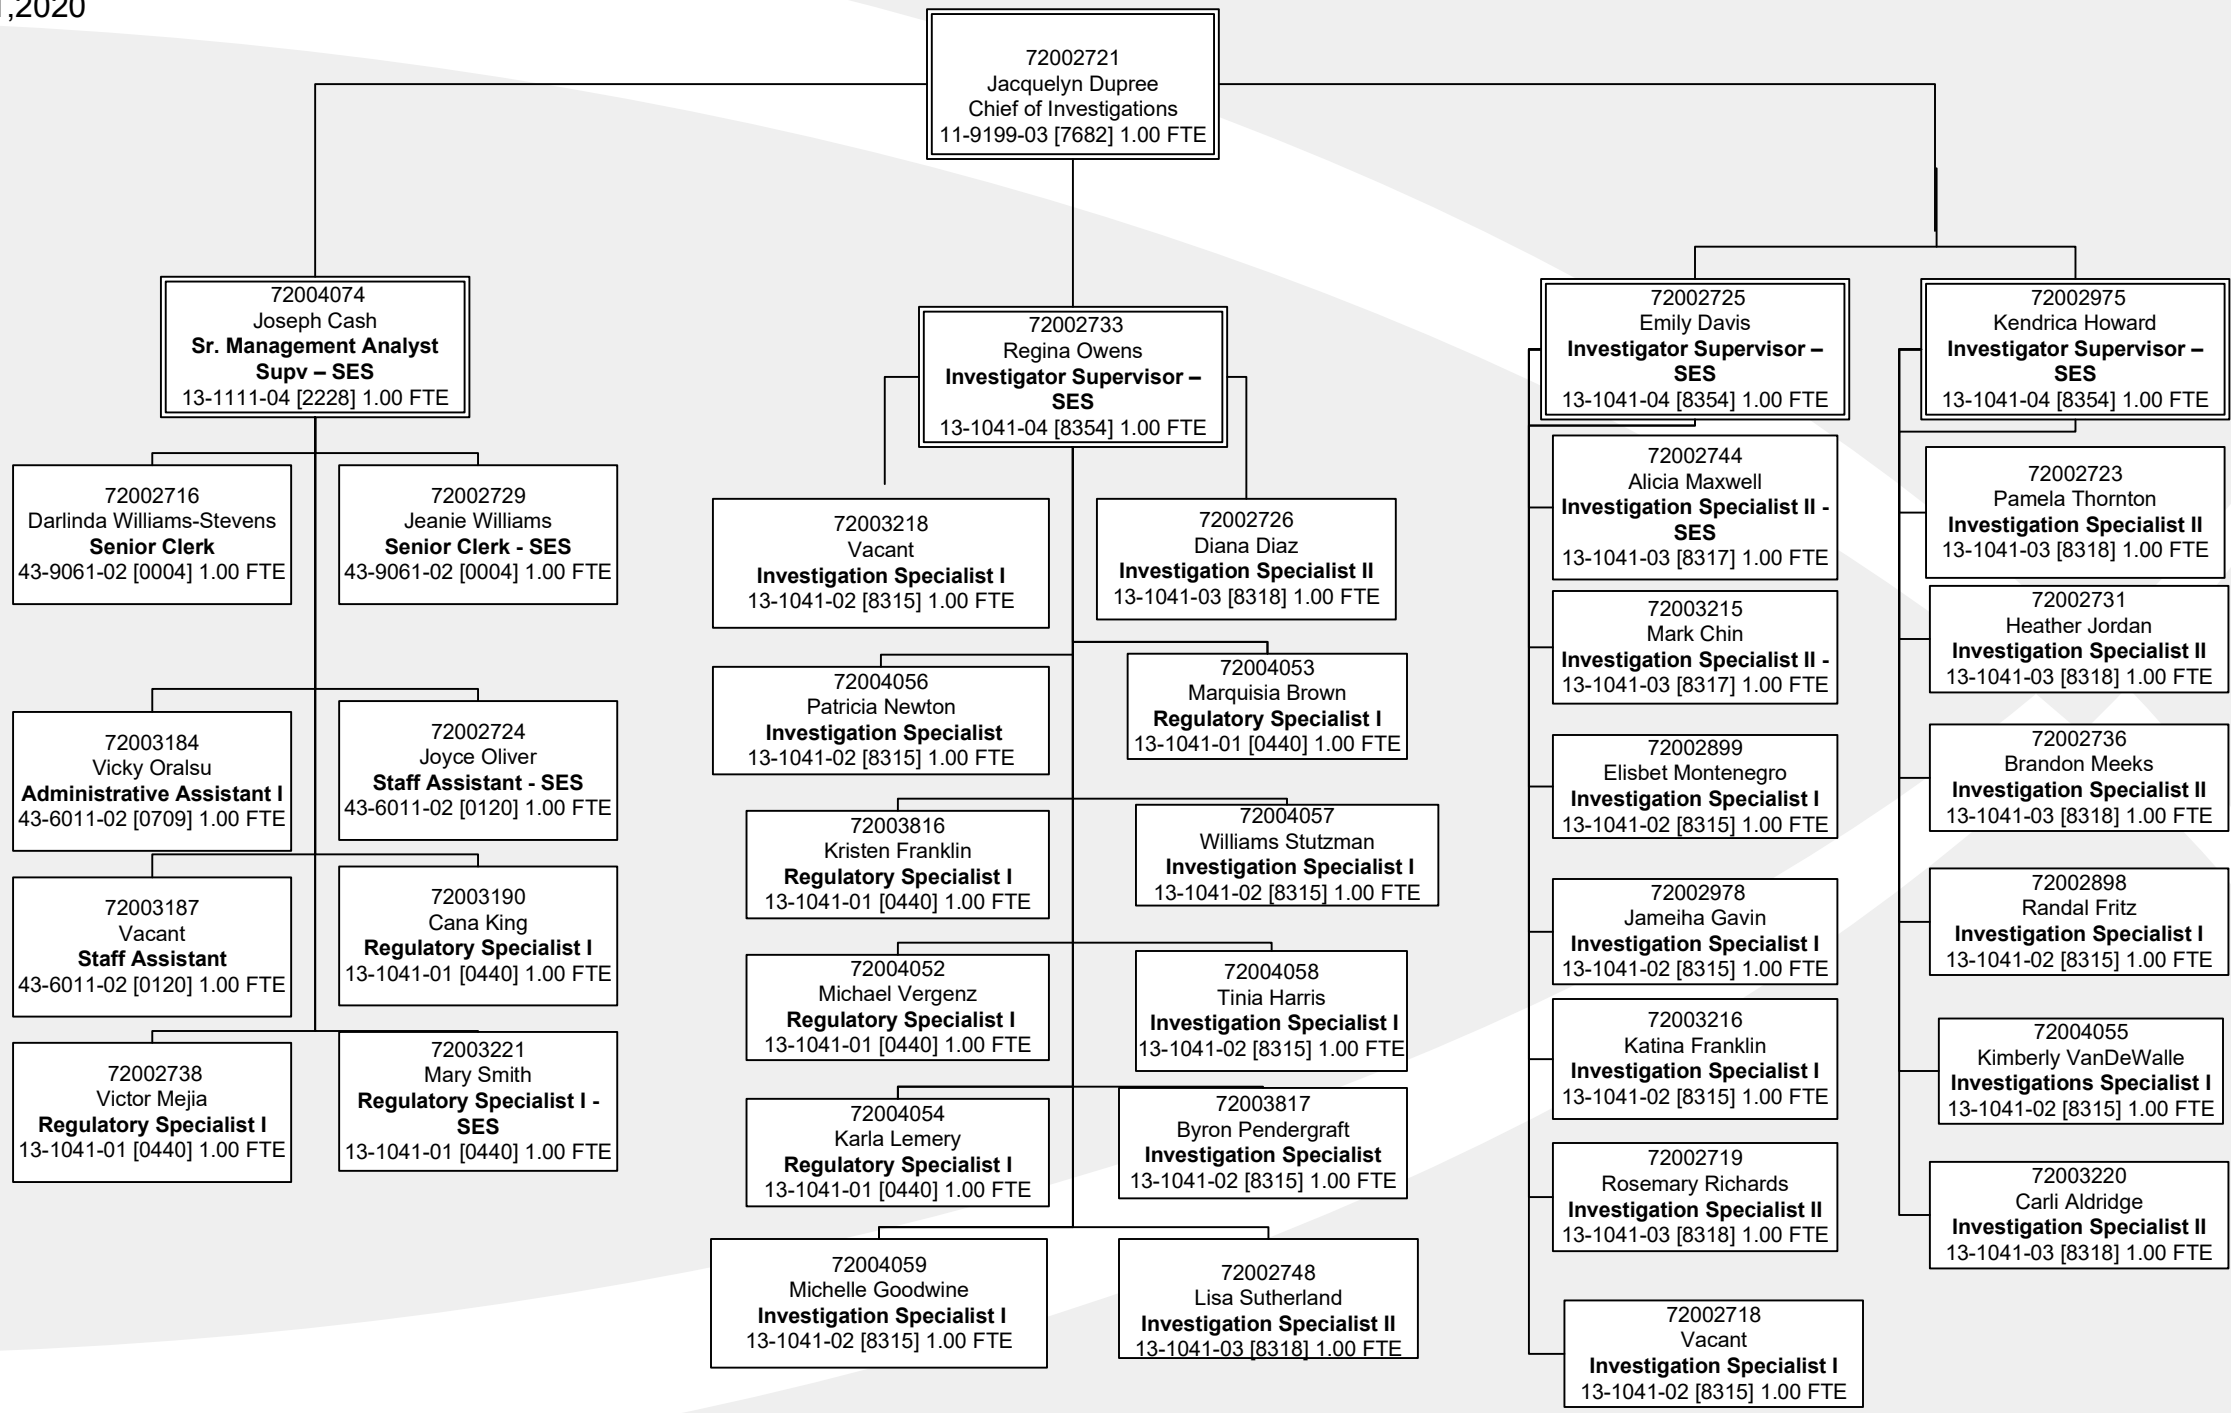 ,2020
72002721
Jacquelyn Dupree
Chief of Investigations
11-9199-03 [7682] 1.00 FTE
72004074
Joseph Cash
Sr. Management Analyst
Supv – SES
13-1111-04 [2228] 1.00 FTE
72002716
Darlinda Williams-Stevens
Senior Clerk
43-9061-02 [0004] 1.00 FTE
72002729
Jeanie Williams
Senior Clerk - SES
43-9061-02 [0004] 1.00 FTE
72003184
Vicky Oralsu
Administrative Assistant I
43-6011-02 [0709] 1.00 FTE
72002724
Joyce Oliver
Staff Assistant - SES
43-6011-02 [0120] 1.00 FTE
72003187
Vacant
Staff Assistant
43-6011-02 [0120] 1.00 FTE
72003190
Cana King
Regulatory Specialist I
13-1041-01 [0440] 1.00 FTE
72002738
Victor Mejia
Regulatory Specialist I
13-1041-01 [0440] 1.00 FTE
72003221
Mary Smith
Regulatory Specialist I -
SES
13-1041-01 [0440] 1.00 FTE
72002733
Regina Owens
Investigator Supervisor –
SES
13-1041-04 [8354] 1.00 FTE
72003218
Vacant
Investigation Specialist I
13-1041-02 [8315] 1.00 FTE
72002726
Diana Diaz
Investigation Specialist II
13-1041-03 [8318] 1.00 FTE
72004056
Patricia Newton
Investigation Specialist
13-1041-02 [8315] 1.00 FTE
72004053
Marquisia Brown
Regulatory Specialist I
13-1041-01 [0440] 1.00 FTE
72003816
Kristen Franklin
Regulatory Specialist I
13-1041-01 [0440] 1.00 FTE
72004057
Williams Stutzman
Investigation Specialist I
13-1041-02 [8315] 1.00 FTE
72004052
Michael Vergenz
Regulatory Specialist I
13-1041-01 [0440] 1.00 FTE
72004058
Tinia Harris
Investigation Specialist I
13-1041-02 [8315] 1.00 FTE
72004054
Karla Lemery
Regulatory Specialist I
13-1041-01 [0440] 1.00 FTE
72003817
Byron Pendergraft
Investigation Specialist
13-1041-02 [8315] 1.00 FTE
72004059
Michelle Goodwine
Investigation Specialist I
13-1041-02 [8315] 1.00 FTE
72002748
Lisa Sutherland
Investigation Specialist II
13-1041-03 [8318] 1.00 FTE
72002725
Emily Davis
Investigator Supervisor –
SES
13-1041-04 [8354] 1.00 FTE
72002744
Alicia Maxwell
Investigation Specialist II -
SES
13-1041-03 [8317] 1.00 FTE
72003215
Mark Chin
Investigation Specialist II -
13-1041-03 [8317] 1.00 FTE
72002899
Elisbet Montenegro
Investigation Specialist I
13-1041-02 [8315] 1.00 FTE
72002978
Jameiha Gavin
Investigation Specialist I
13-1041-02 [8315] 1.00 FTE
72003216
Katina Franklin
Investigation Specialist I
13-1041-02 [8315] 1.00 FTE
72002719
Rosemary Richards
Investigation Specialist II
13-1041-03 [8318] 1.00 FTE
72002718
Vacant
Investigation Specialist I
13-1041-02 [8315] 1.00 FTE
72002975
Kendrica Howard
Investigator Supervisor –
SES
13-1041-04 [8354] 1.00 FTE
72002723
Pamela Thornton
Investigation Specialist II
13-1041-03 [8318] 1.00 FTE
72002731
Heather Jordan
Investigation Specialist II
13-1041-03 [8318] 1.00 FTE
72002736
Brandon Meeks
Investigation Specialist II
13-1041-03 [8318] 1.00 FTE
72002898
Randal Fritz
Investigation Specialist I
13-1041-02 [8315] 1.00 FTE
72004055
Kimberly VanDeWalle
Investigations Specialist I
13-1041-02 [8315] 1.00 FTE
72003220
Carli Aldridge
Investigation Specialist II
13-1041-03 [8318] 1.00 FTE